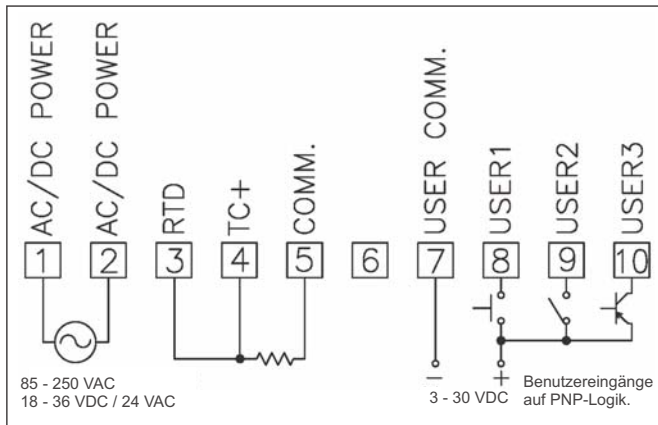 AC/DC POWER
AC/DC POWER
RTD
TC+
COMM.
USER COMM.
USER1
USER2
USER3
1 2 3 4 5 6 7 8 9 10
85 - 250 VAC
18 - 36 VDC / 24 VAC
− +
3 - 30 VDC
Benutzereingänge
auf PNP-Logik.